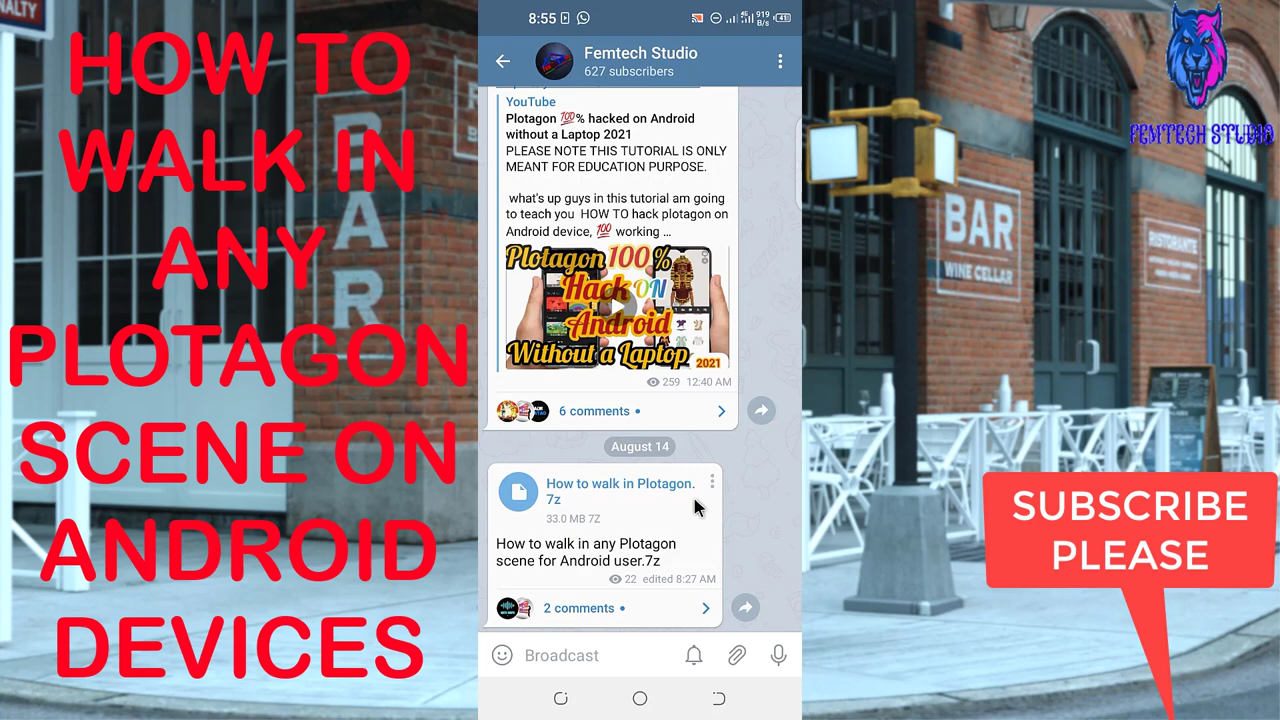 NALTY
HOW TO
WALK IN
ANY
PLOTAGON
SCENE ON
ANDROID
DEVICES
BAR
8:55
919
B/s
41
Femtech Studio
627 subscribers
YouTube
Plotagon 💯% hacked on Android
without a Laptop 2021
PLEASE NOTE THIS TUTORIAL IS ONLY
MEANT FOR EDUCATION PURPOSE.
what's up guys in this tutorial am going
to teach you HOW TO hack plotagon on
Android device, 💯 working ...
Plotagon 100%
Hack ON
Android
Without a Laptop 2021
259 12:40 AM
6 comments
August 14
How to walk in Plotagon.
7z
33.0 MB 7Z
How to walk in any Plotagon
scene for Android user.7z
22 edited 8:27 AM
2 comments
Broadcast
FEMTECH STUDIO
BAR
WINE CELLAR
RISTORANTE
SUBSCRIBE
PLEASE